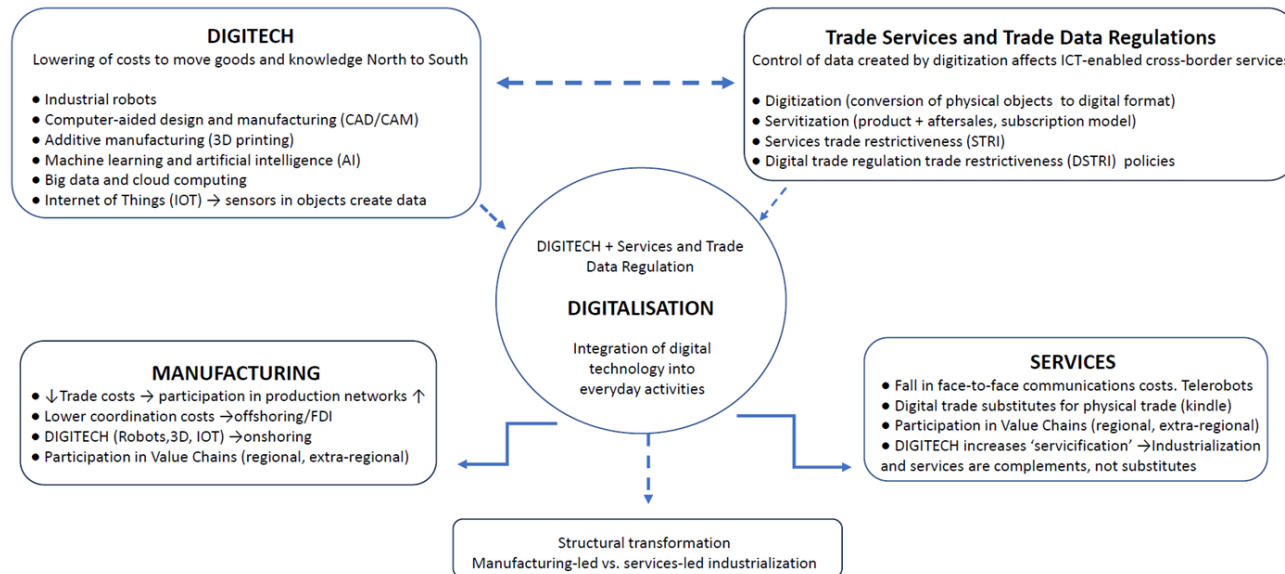 DIGITECH
Lowering of costs to move goods and knowledge North to South
● Industrial robots
● Computer-aided design and manufacturing (CAD/CAM)
● Additive manufacturing (3D printing)
● Machine learning and artificial intelligence (AI)
● Big data and cloud computing
● Internet of Things (IOT) → sensors in objects create data
Trade Services and Trade Data Regulations
Control of data created by digitization affects ICT-enabled cross-border services
● Digitization (conversion of physical objects to digital format)
● Servitization (product + aftersales, subscription model)
● Services trade restrictiveness (STRI)
● Digital trade regulation trade restrictiveness (DSTRI) policies
DIGITECH + Services and Trade
Data Regulation
DIGITALISATION
Integration of digital
technology into
everyday activities
MANUFACTURING
● ↓Trade costs → participation in production networks ↑
● Lower coordination costs →offshoring/FDI
● DIGITECH (Robots,3D, IOT) →onshoring
● Participation in Value Chains (regional, extra-regional)
SERVICES
● Fall in face-to-face communications costs. Telerobots
● Digital trade substitutes for physical trade (kindle)
● Participation in Value Chains (regional, extra-regional)
● DIGITECH increases ‘servicification’ →Industrialization
and services are complements, not substitutes
Structural transformation
Manufacturing-led vs. services-led industrialization